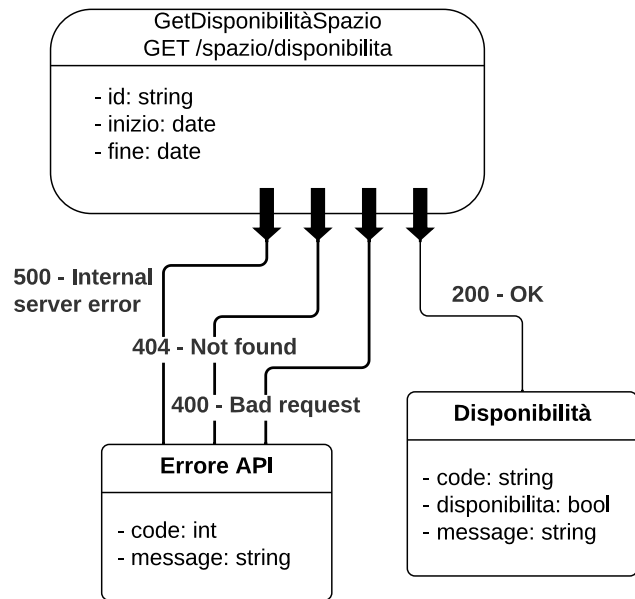 GetDisponibilitàSpazio
GET /spazio/disponibilita
- id: string
- inizio: date
- fine: date
500 - Internal
server error
200 - OK
404 - Not found
400 - Bad request
Disponibilità
- code: string
- disponibilita: bool
- message: string
Errore API
- code: int
- message: string